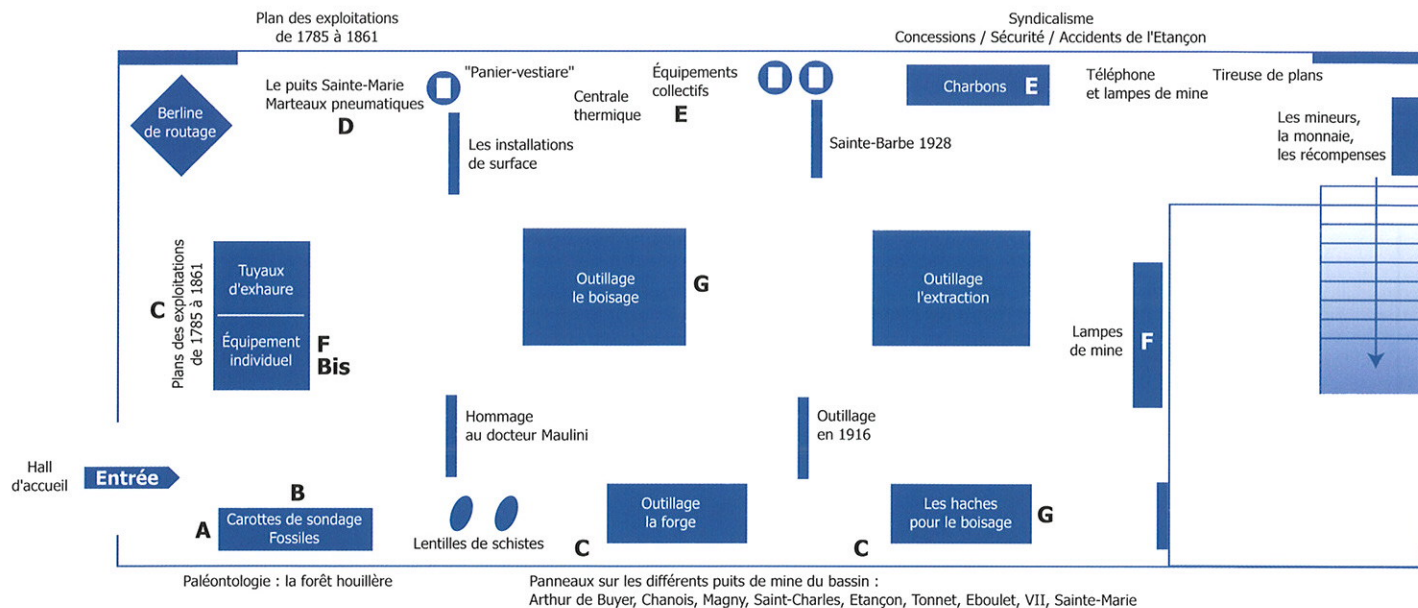 Plan des exploitations
de 1785 à 1861
Syndicalisme
Concessions / Sécurité / Accidents de l'Etançon
Berline
de routage
Le puits Sainte-Marie
Marteaux pneumatiques
D
"Panier-vestiare"
Centrale
thermique
Équipements
collectifs
E
Charbons E
Téléphone
et lampes de mine
Tireuse de plans
Les mineurs,
la monnaie,
les récompenses
Les installations
de surface
Sainte-Barbe 1928
C
Plans des exploitations
de 1785 à 1861
Tuyaux
d'exhaure
Équipement
individuel
F
Bis
Outillage
le boisage
G
Outillage
l'extraction
Lampes
de mine
F
Hommage
au docteur Maulini
Outillage
en 1916
Hall
d'accueil
Entrée
B
A
Carottes de sondage
Fossiles
Lentilles de schistes
C
Outillage
la forge
C
Les haches
pour le boisage
G
Paléontologie : la forêt houillère
Panneaux sur les différents puits de mine du bassin :
Arthur de Buyer, Chanois, Magny, Saint-Charles, Etançon, Tonnet, Eboulet, VII, Sainte-Marie